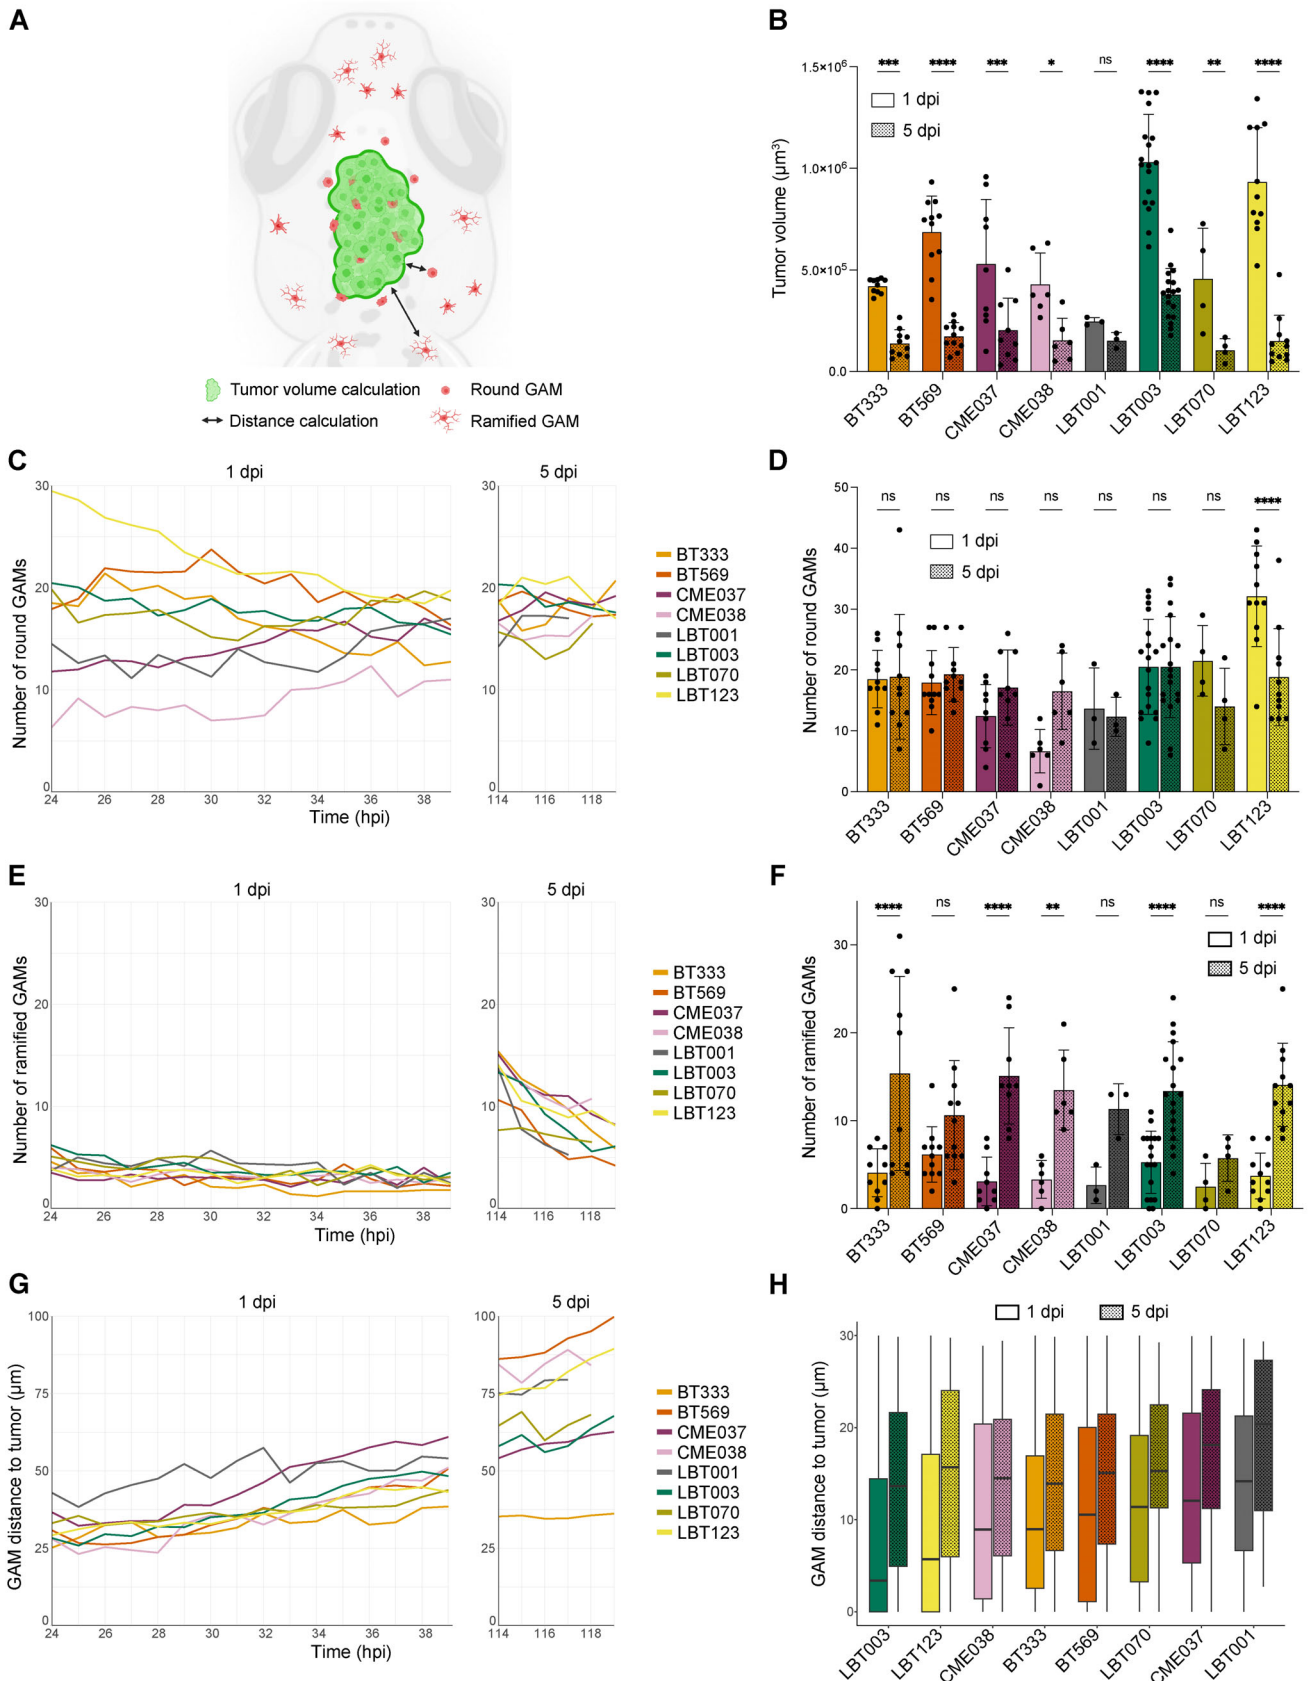 A
Tumor volume calculation
Round GAM
Distance calculation
Ramified GAM
B
Tumor volume (µm³)
1.5×10⁶
1.0×10⁶
5.0×10⁵
0.0
*** **** *** * ns **** ** ****
1 dpi
5 dpi
BT333 BT569 CME037 CME038 LBT001 LBT003 LBT070 LBT123
C
1 dpi 5 dpi
Number of round GAMs
30 30
20 20
10 10
0 0
24 26 28 30 32 34 36 38 114 116 118
Time (hpi)
BT333
BT569
CME037
CME038
LBT001
LBT003
LBT070
LBT123
D
Number of round GAMs
50
40
30
20
10
0
ns ns ns ns ns ns ns ****
1 dpi
5 dpi
BT333 BT569 CME037 CME038 LBT001 LBT003 LBT070 LBT123
E
1 dpi 5 dpi
Number of ramified GAMs
30 30
20 20
10 10
0 0
24 26 28 30 32 34 36 38 114 116 118
Time (hpi)
BT333
BT569
CME037
CME038
LBT001
LBT003
LBT070
LBT123
F
Number of ramified GAMs
30
20
10
0
**** ns **** ** ns **** ns ****
1 dpi
5 dpi
BT333 BT569 CME037 CME038 LBT001 LBT003 LBT070 LBT123
G
1 dpi 5 dpi
GAM distance to tumor (µm)
100 100
75 75
50 50
25 25
0 0
24 26 28 30 32 34 36 38 114 116 118
Time (hpi)
BT333
BT569
CME037
CME038
LBT001
LBT003
LBT070
LBT123
H
1 dpi 5 dpi
GAM distance to tumor (µm)
30
20
10
0
LBT003 LBT123 CME038 BT333 BT569 LBT070 CME037 LBT001